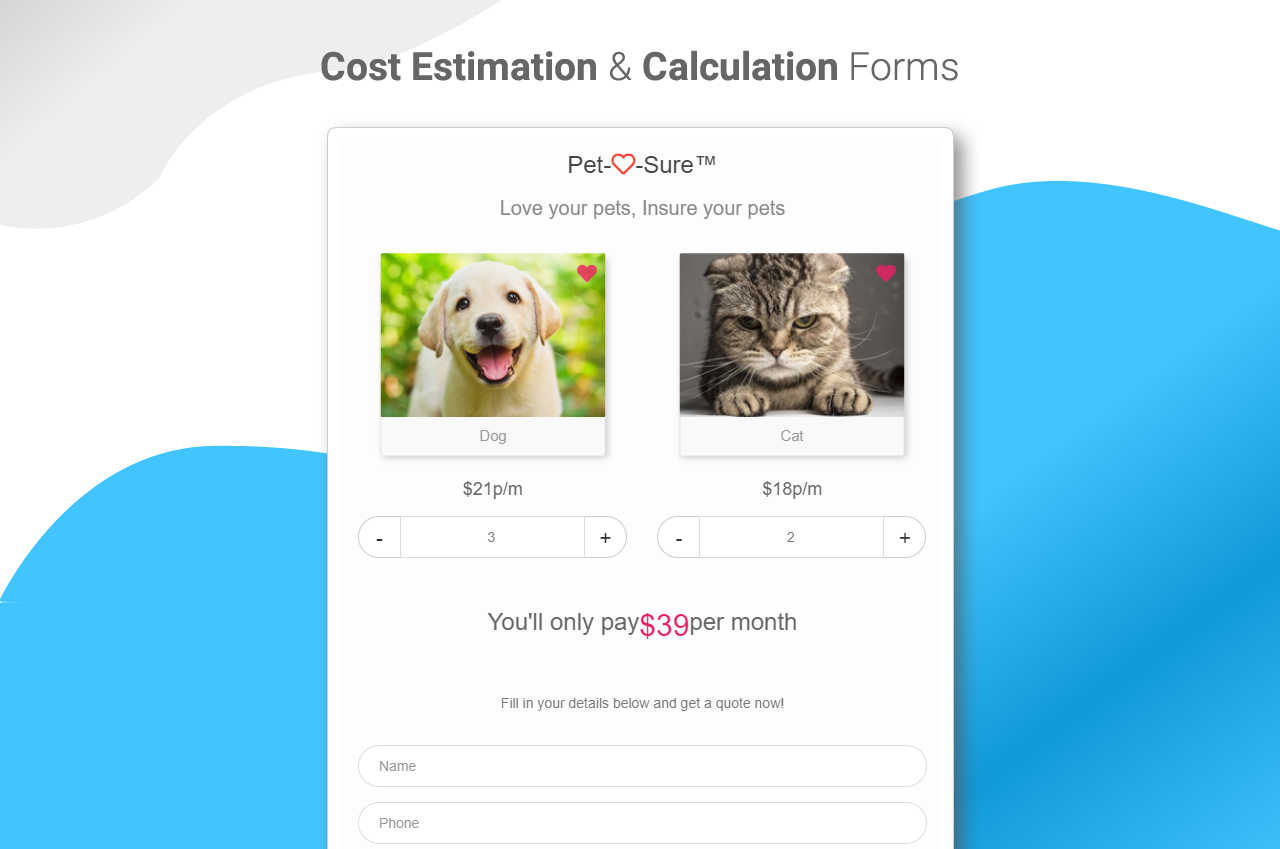 Cost Estimation & Calculation Forms
Pet-♡-Sure™
Love your pets, Insure your pets
Dog
Cat
$21p/m
$18p/m
- 3 +
- 2 +
You'll only pay$39per month
Fill in your details below and get a quote now!
Name
Phone